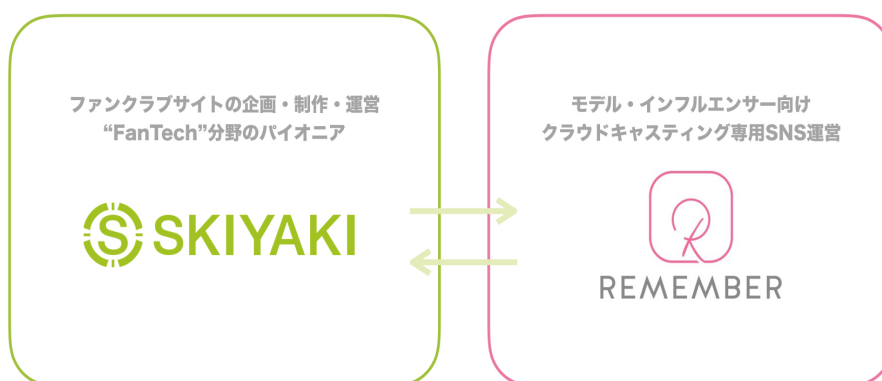 ファンクラブサイトの企画・制作・運営
“FanTech”分野のパイオニア
S SKIYAKI
モデル・インフルエンサー向け
クラウドキャスティング専用SNS運営
R
REMEMBER